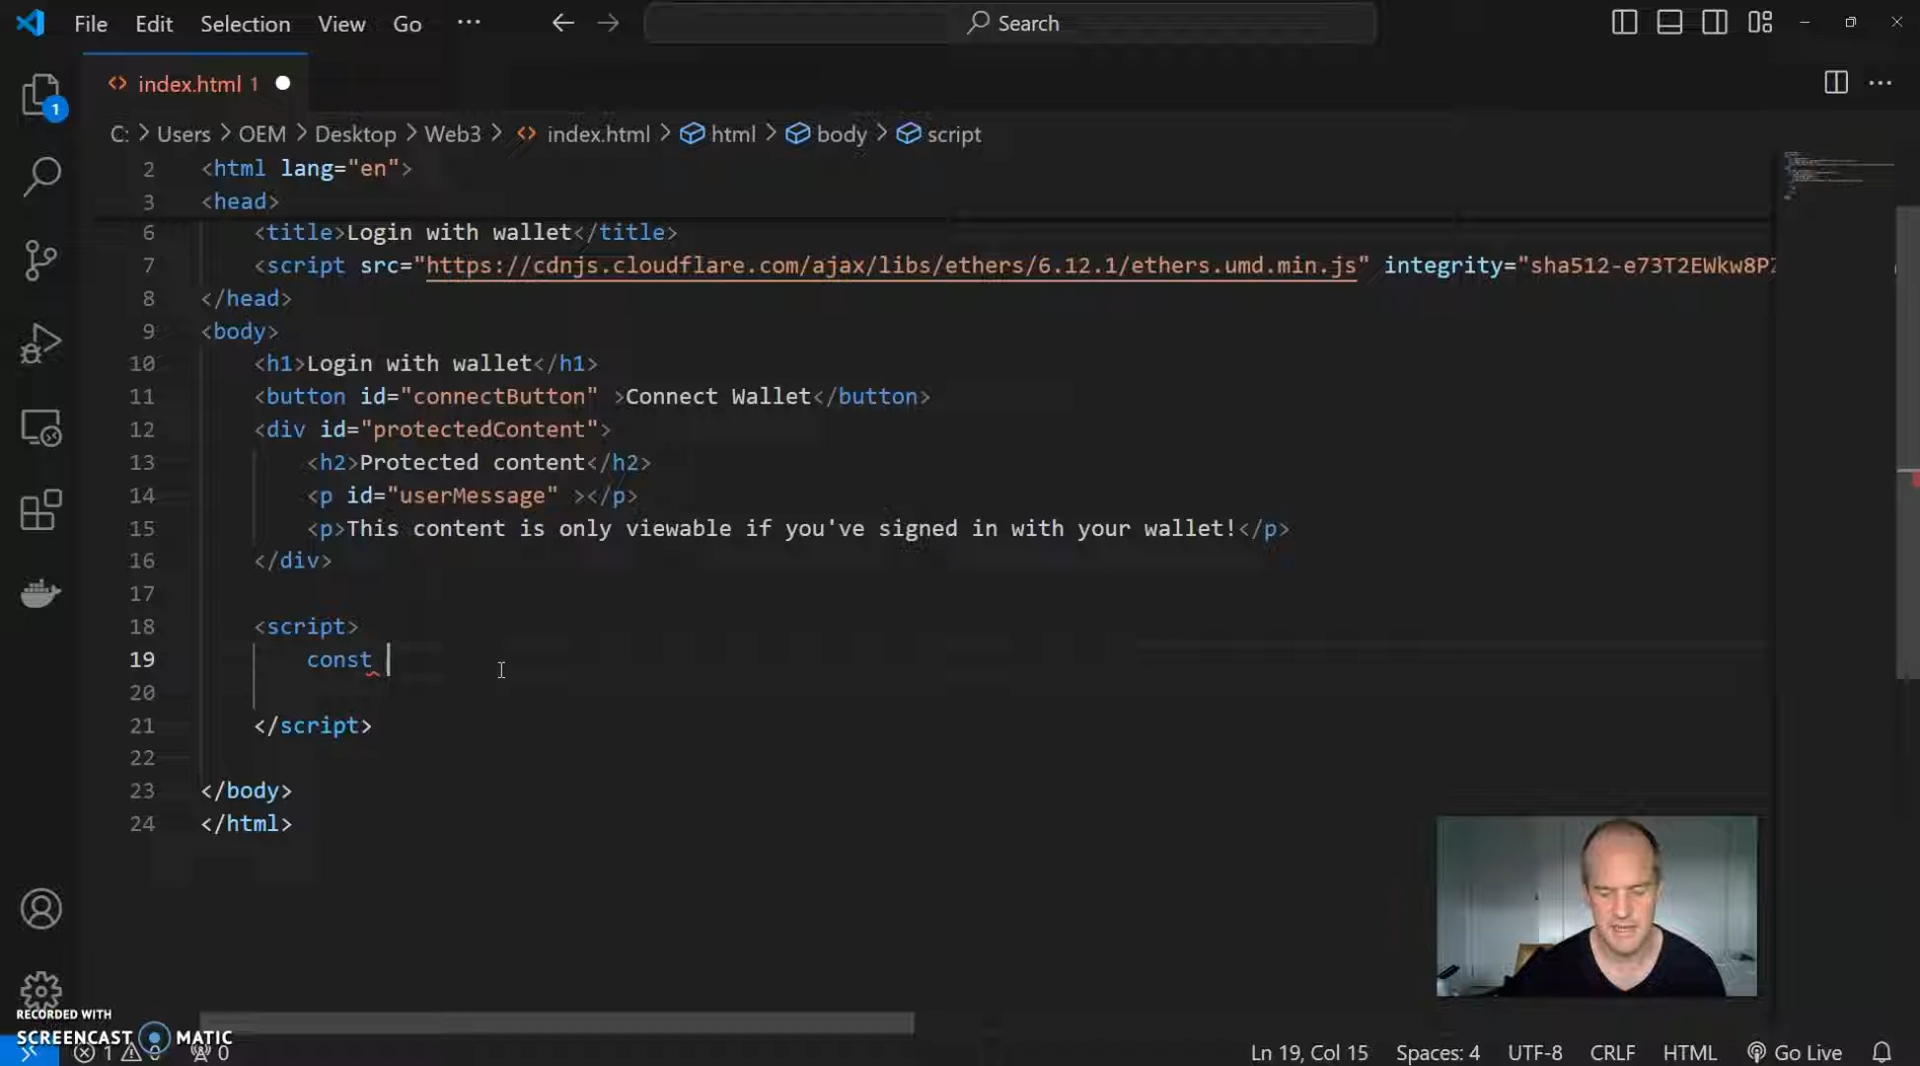 File Edit Selection View Go ··· Search
index.html 1
1
C: > Users > OEM > Desktop > Web3 > index.html > html > body > script
2 <html lang="en">
3 <head>
6 <title>Login with wallet</title>
7 <script src="https://cdnjs.cloudflare.com/ajax/libs/ethers/6.12.1/ethers.umd.min.js" integrity="sha512-e73T2EWkw8P
8 </head>
9 <body>
10 <h1>Login with wallet</h1>
11 <button id="connectButton" >Connect Wallet</button>
12 <div id="protectedContent">
13 <h2>Protected content</h2>
14 <p id="userMessage" ></p>
15 <p>This content is only viewable if you've signed in with your wallet!</p>
16 </div>
17
18 <script>
19 const
20
21 </script>
22
23 </body>
24 </html>
RECORDED WITH
SCREENCAST MATIC
1 0 0 Ln 19, Col 15 Spaces: 4 UTF-8 CRLF HTML Go Live